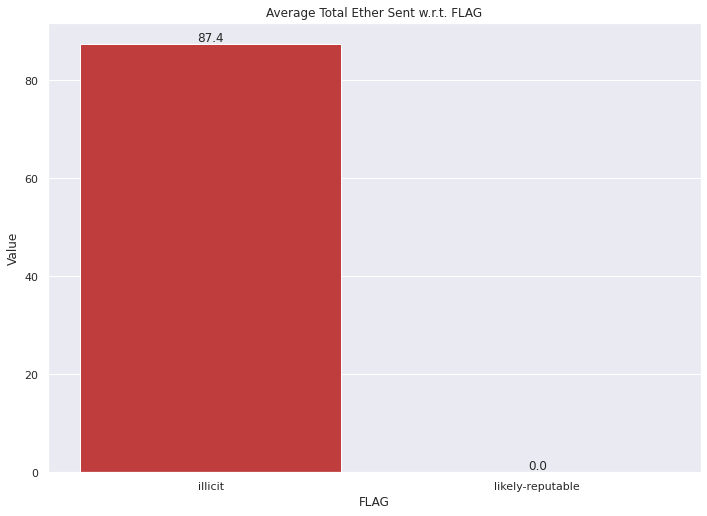 Average Total Ether Sent w.r.t. FLAG
87.4
80
60
40
20
0
Value
0.0
illicit
likely-reputable
FLAG